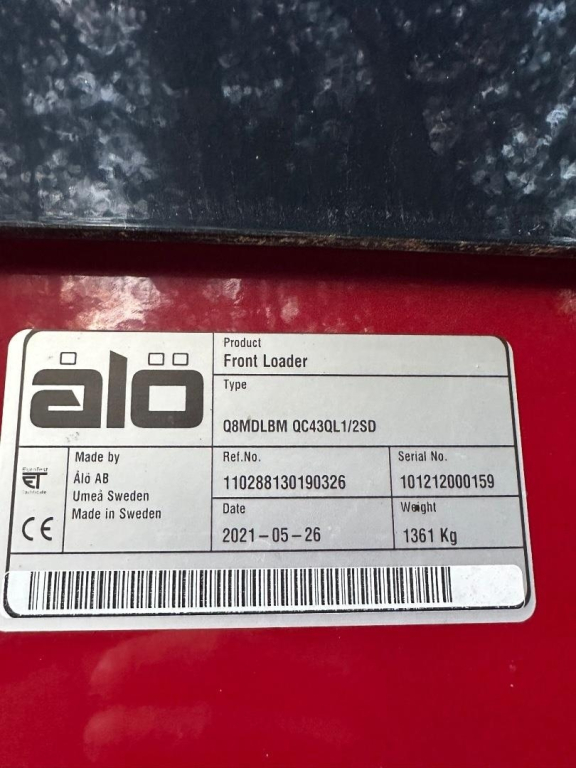 älö
Product
Front Loader
Type
Q8MDLBM QC43QL1/2SD
Made by
Ålö AB
Umeå Sweden
Made in Sweden
CE
Ref.No.
110288130190326
Serial No.
101212000159
Date
2021-05-26
Weight
1361 Kg